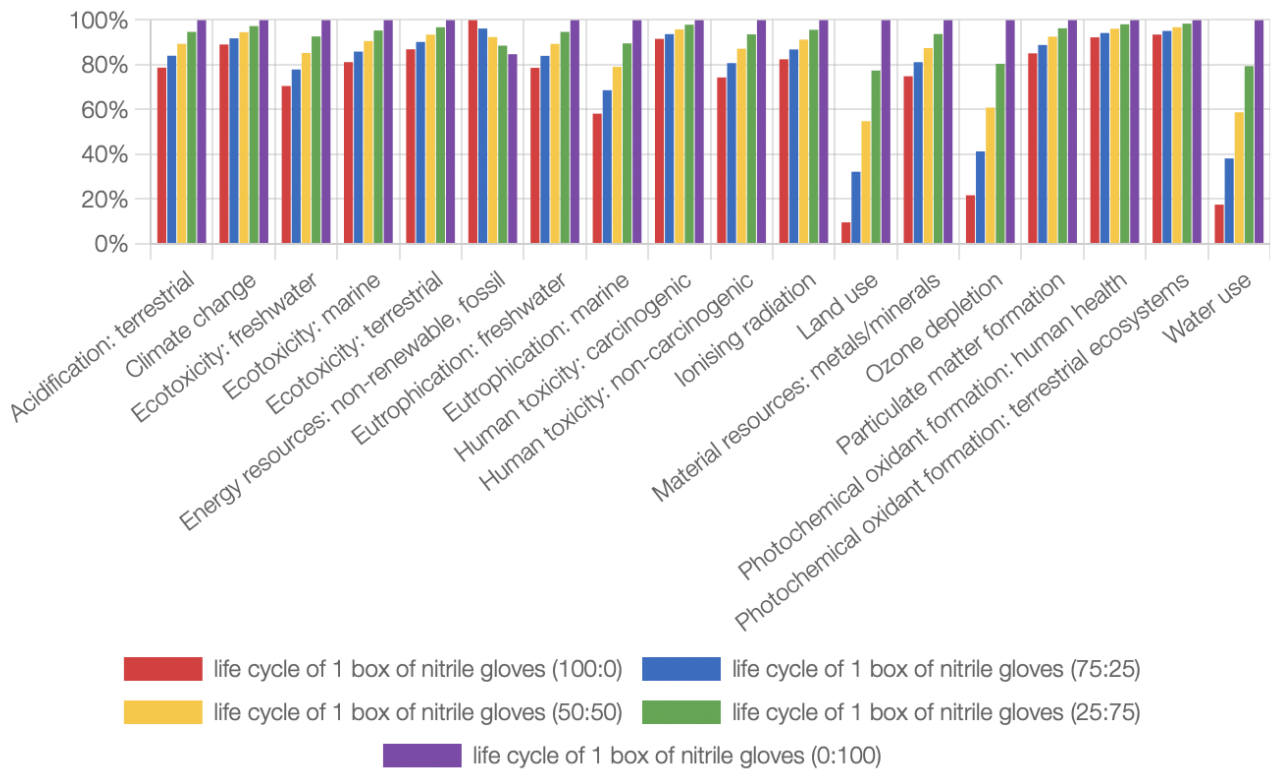 100%
80%
60%
40%
20%
0%
Acidification: terrestrial
Climate change
Ecotoxicity: freshwater
Ecotoxicity: marine
Ecotoxicity: terrestrial
Energy resources: non-renewable, fossil
Eutrophication: freshwater
Eutrophication: marine
Human toxicity: carcinogenic
Human toxicity: non-carcinogenic
Ionising radiation
Land use
Material resources: metals/minerals
Ozone depletion
Particulate matter formation
Photochemical oxidant formation: human health
Photochemical oxidant formation: terrestrial ecosystems
Water use
life cycle of 1 box of nitrile gloves (100:0)
life cycle of 1 box of nitrile gloves (75:25)
life cycle of 1 box of nitrile gloves (50:50)
life cycle of 1 box of nitrile gloves (25:75)
life cycle of 1 box of nitrile gloves (0:100)